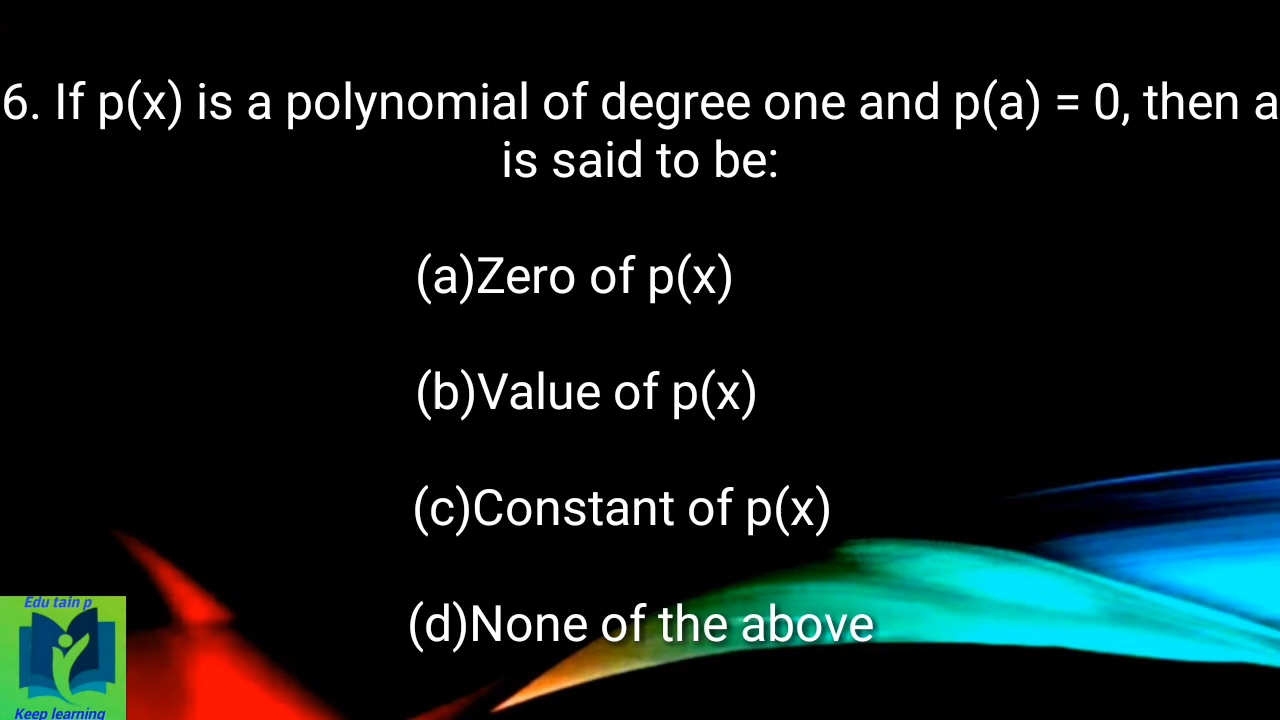 6. If p(x) is a polynomial of degree one and p(a) = 0, then a
is said to be:
(a)Zero of p(x)
(b)Value of p(x)
(c)Constant of p(x)
(d)None of the above
Edu tain p
Keep learning